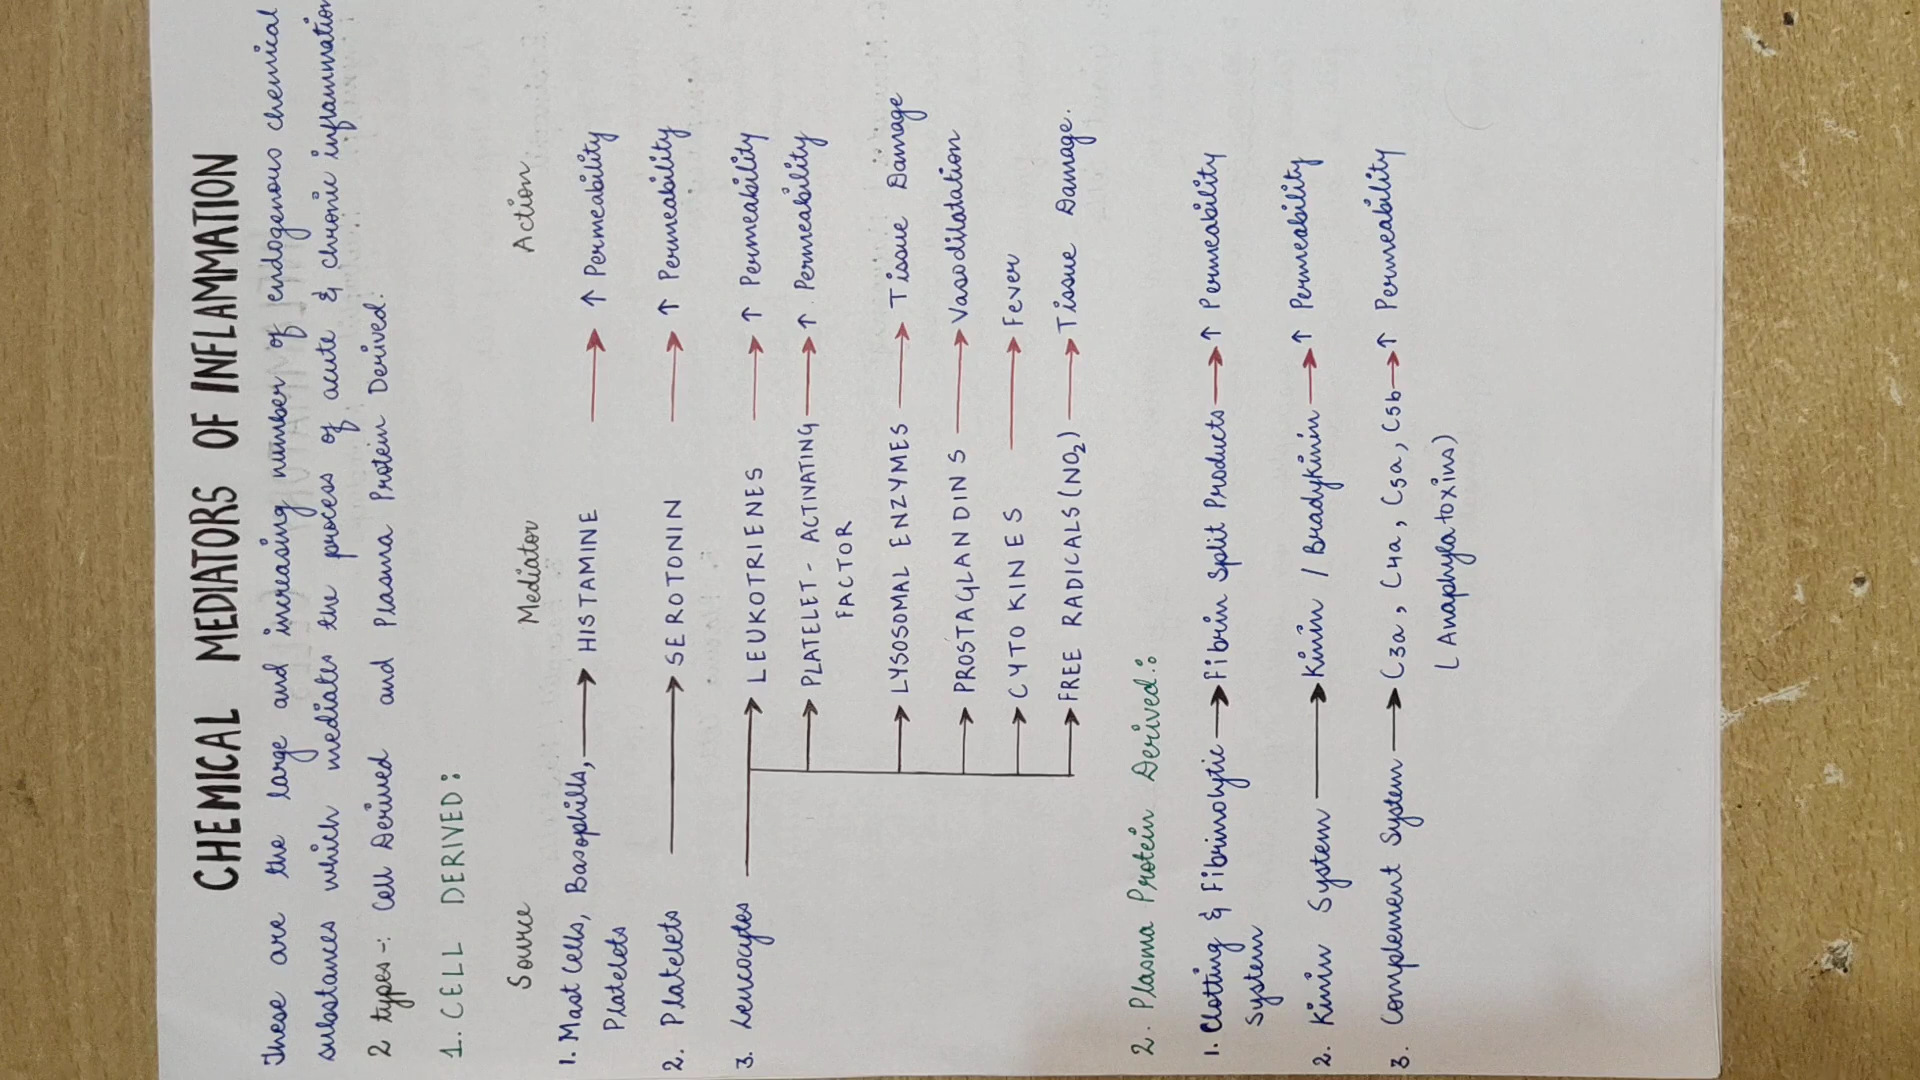 CHEMICAL MEDIATORS OF INFLAMMATION
These are the large and increasing number of endogenous chemical
substances which mediates the process of acute & chronic inflammation
2 types -: Cell Derived and Plasma Protein Derived.
1. CELL DERIVED :
Source Mediator Action
1. Mast Cells, Basophills, → HISTAMINE → ↑ Permeability
Platelets
2. Platelets → SEROTONIN → ↑ Permeability
3. Leucocytes → LEUKOTRIENES → ↑ Permeability
→ PLATELET - ACTIVATING → ↑ Permeability
FACTOR
→ LYSOSOMAL ENZYMES → Tissue Damage
→ PROSTAGLANDINS → Vasodilatation
→ CYTOKINES → Fever
→ FREE RADICALS (NO₂) → Tissue Damage.
2. Plasma Protein Derived.:
1. Clotting & Fibrinolytic → Fibrin Split Products → ↑ Permeability
System
2. Kinin System → Kinin / Bradykinin → ↑ Permeability
3. Complement System → C3a, C4a, C5a, C5b → ↑ Permeability
(Anaphylatoxins)